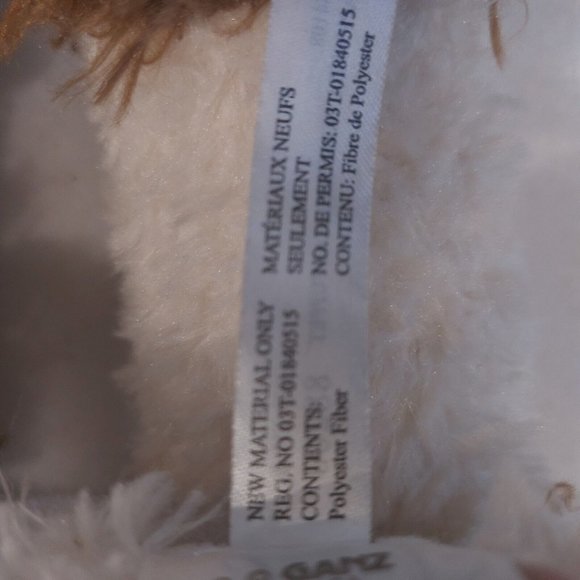 NEW MATERIAL ONLY
REG. NO 03T-01840515
CONTENTS:
Polyester Fiber
MATÉRIAUX NEUFS
SEULEMENT
NO. DE PERMIS: 03T-01840515
CONTENU: Fibre de Polyester
GANZ